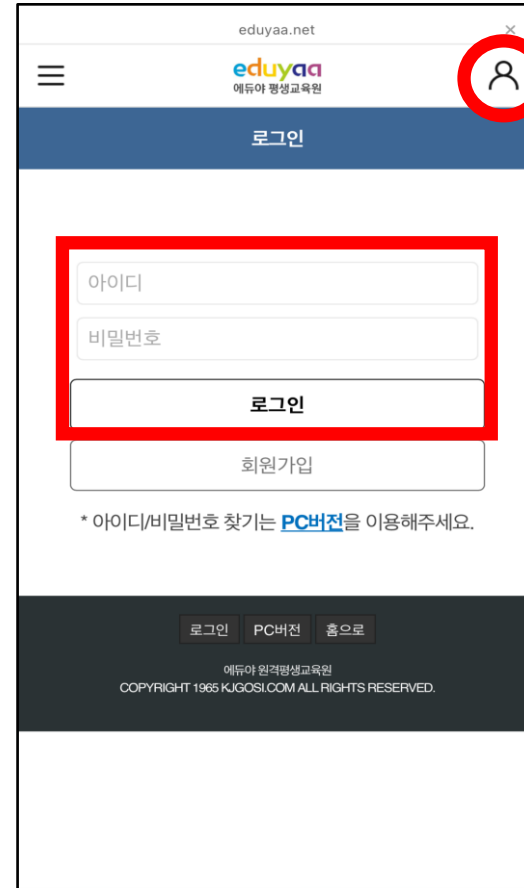 eduyaa.net
eduyaa
에듀야 평생교육원
로그인
아이디
비밀번호
로그인
회원가입
* 아이디/비밀번호 찾기는 PC버전을 이용해주세요.
로그인 PC버전 홈으로
에듀야 원격평생교육원
COPYRIGHT 1965 KJGOSI.COM ALL RIGHTS RESERVED.